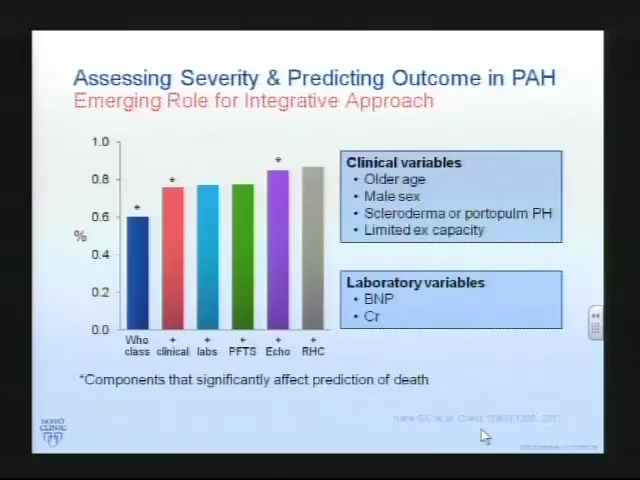 Assessing Severity & Predicting Outcome in PAH
Emerging Role for Integrative Approach
1.0
0.8
0.6
0.4
0.2
0.0
%
*
*
*
Who class
+ clinical
+ labs
+ PFTS
+ Echo
+ RHC
Clinical variables
• Older age
• Male sex
• Scleroderma or portopulm PH
• Limited ex capacity
Laboratory variables
• BNP
• Cr
*Components that significantly affect prediction of death
MAYO
CLINIC